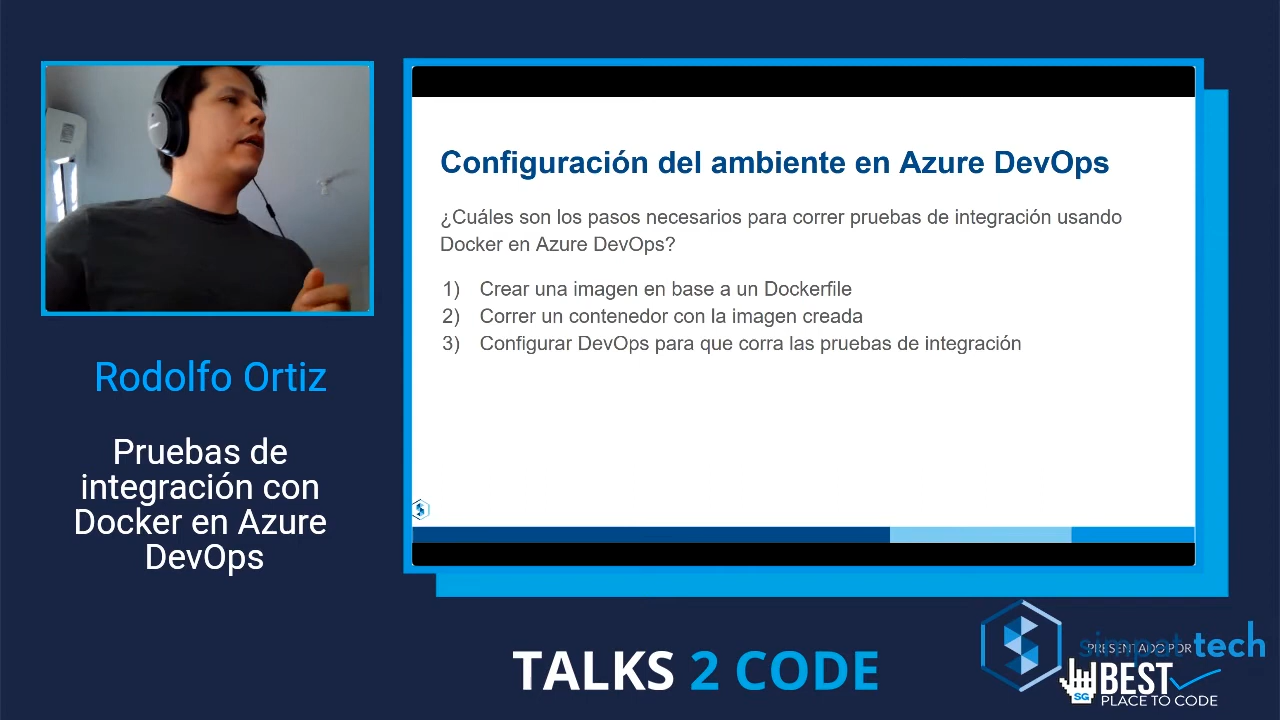 Configuración del ambiente en Azure DevOps
¿Cuáles son los pasos necesarios para correr pruebas de integración usando
Docker en Azure DevOps?
1) Crear una imagen en base a un Dockerfile
2) Correr un contenedor con la imagen creada
3) Configurar DevOps para que corra las pruebas de integración
Rodolfo Ortiz
Pruebas de
integración con
Docker en Azure
DevOps
TALKS 2 CODE
simpat tech
PRESENTADO POR
SG
BEST
PLACE TO CODE